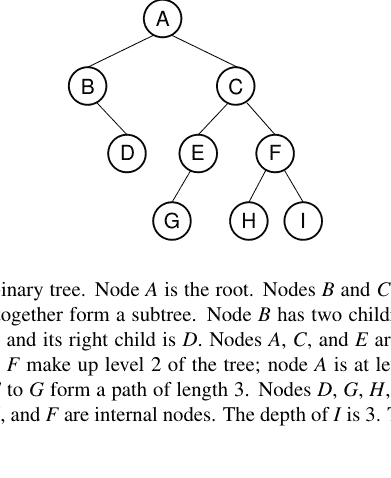 A
B C
D E F
G H I
inary tree. Node A is the root. Nodes B and C
together form a subtree. Node B has two child
and its right child is D. Nodes A, C, and E ar
F make up level 2 of the tree; node A is at le
to G form a path of length 3. Nodes D, G, H,
, and F are internal nodes. The depth of I is 3.